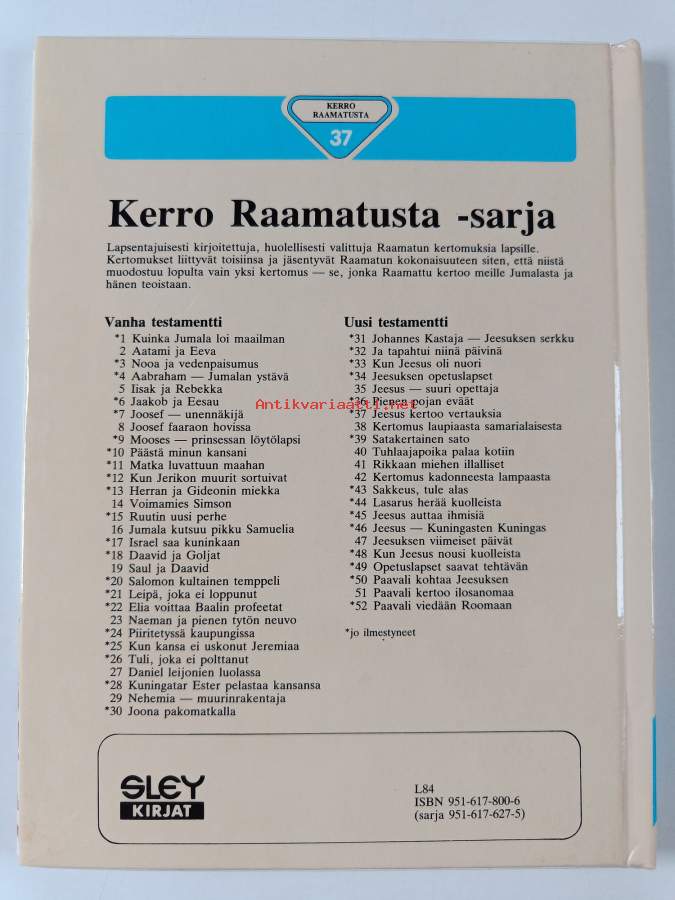 KERRO
RAAMATUSTA
37
Kerro Raamatusta -sarja
Lapsentajuisesti kirjoitettuja, huolellisesti valittuja Raamatun kertomuksia lapsille.
Kertomukset liittyvät toisiinsa ja jäsentyvät Raamatun kokonaisuuteen siten, että niistä
muodostuu lopulta vain yksi kertomus — se, jonka Raamattu kertoo meille Jumalasta ja
hänen teoistaan.
Vanha testamentti
*1 Kuinka Jumala loi maailman
2 Aatami ja Eeva
*3 Nooa ja vedenpaisumus
*4 Aabraham — Jumalan ystävä
5 Iisak ja Rebekka
*6 Jaakob ja Eesau
*7 Joosef — unennäkijä
8 Joosef faaraon hovissa
*9 Mooses — prinsessan löytölapsi
*10 Päästä minun kansani
*11 Matka luvattuun maahan
*12 Kun Jerikon muurit sortuivat
*13 Herran ja Gideonin miekka
14 Voimamies Simson
*15 Ruutin uusi perhe
16 Jumala kutsuu pikku Samuelia
*17 Israel saa kuninkaan
*18 Daavid ja Goljat
19 Saul ja Daavid
*20 Salomon kultainen temppeli
*21 Leipä, joka ei loppunut
*22 Elia voittaa Baalin profeetat
23 Naeman ja pienen tytön neuvo
*24 Piiritetyssä kaupungissa
*25 Kun kansa ei uskonut Jeremiaa
*26 Tuli, joka ei polttanut
27 Daniel leijonien luolassa
*28 Kuningatar Ester pelastaa kansansa
29 Nehemia — muurinrakentaja
*30 Joona pakomatkalla
Uusi testamentti
*31 Johannes Kastaja — Jeesuksen serkku
*32 Ja tapahtui niinä päivinä
*33 Kun Jeesus oli nuori
*34 Jeesuksen opetuslapset
35 Jeesus — suuri opettaja
*36 Pienen pojan eväät
*37 Jeesus kertoo vertauksia
38 Kertomus laupiaasta samarialaisesta
*39 Satakertainen sato
40 Tuhlaajapoika palaa kotiin
41 Rikkaan miehen illalliset
42 Kertomus kadonneesta lampaasta
*43 Sakkeus, tule alas
*44 Lasarus herää kuolleista
*45 Jeesus auttaa ihmisiä
*46 Jeesus — Kuningasten Kuningas
47 Jeesuksen viimeiset päivät
*48 Kun Jeesus nousi kuolleista
*49 Opetuslapset saavat tehtävän
*50 Paavali kohtaa Jeesuksen
51 Paavali kertoo ilosanomaa
*52 Paavali viedään Roomaan
*jo ilmestyneet
Antikvariaatti.net
SLEY
KIRJAT
L84
ISBN 951-617-800-6
(sarja 951-617-627-5)